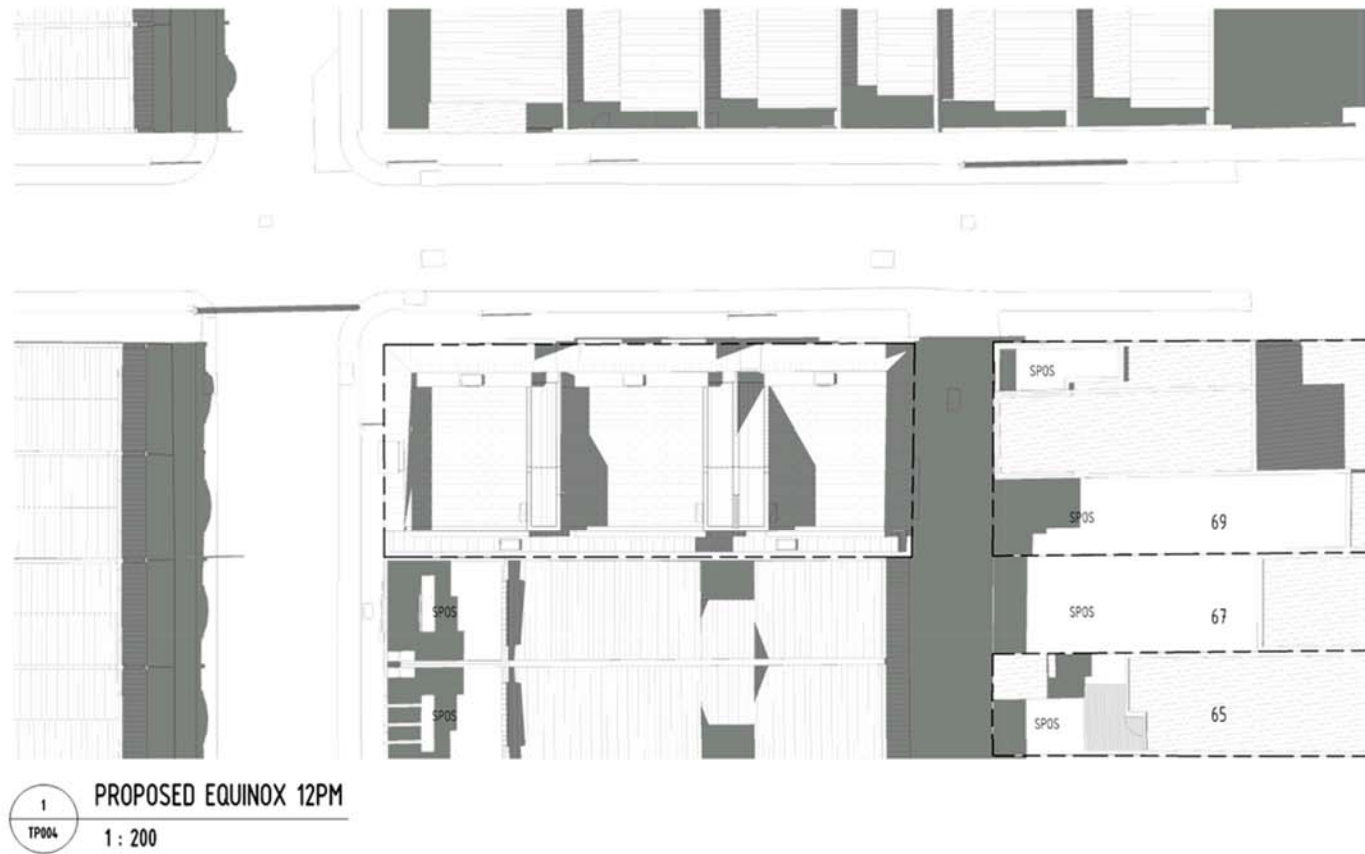 SPOS
SPOS
69
SPOS
SPOS
67
SPOS
SPOS
65
1
TP004
PROPOSED EQUINOX 12PM
1 : 200